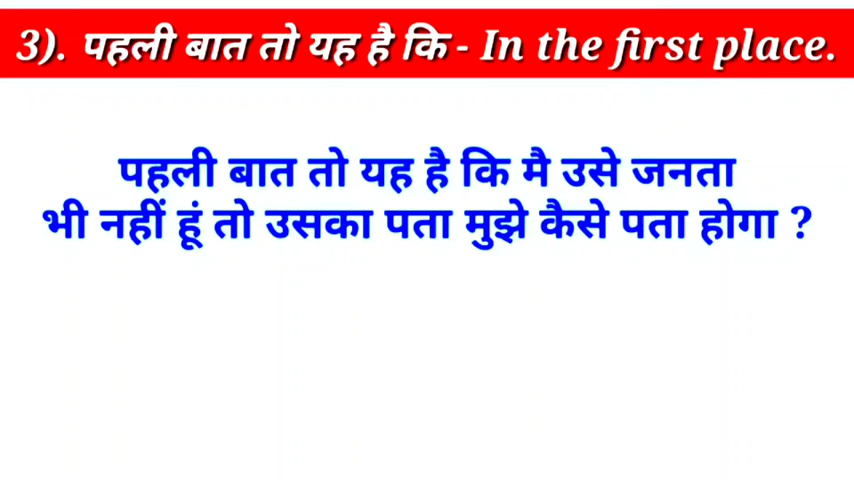 3). पहली बात तो यह है कि - In the first place.
पहली बात तो यह है कि मै उसे जनता
भी नहीं हूं तो उसका पता मुझे कैसे पता होगा ?